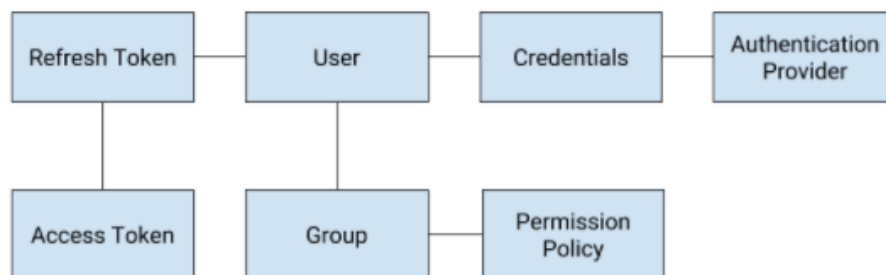 Refresh Token
User
Credentials
Authentication
Provider
Access Token
Group
Permission
Policy